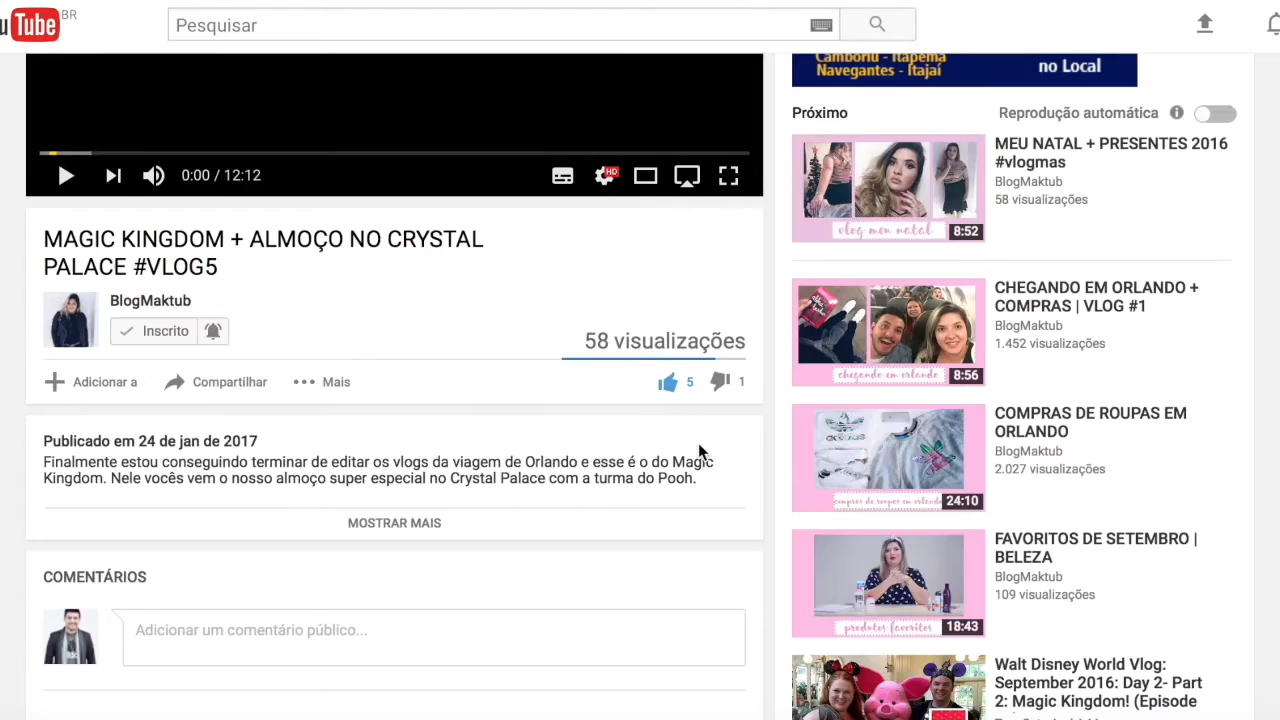 uTube BR
Pesquisar
Camboriú - Itapema
Navegantes - Itajaí
no Local
Próximo
Reprodução automática
0:00 / 12:12
HD
MEU NATAL + PRESENTES 2016
#vlogmas
BlogMaktub
58 visualizações
vlog meu natal
8:52
MAGIC KINGDOM + ALMOÇO NO CRYSTAL
PALACE #VLOG5
BlogMaktub
Inscrito
58 visualizações
Adicionar a
Compartilhar
Mais
5
1
CHEGANDO EM ORLANDO +
COMPRAS | VLOG #1
BlogMaktub
1.452 visualizações
chegando em orlando
8:56
COMPRAS DE ROUPAS EM
ORLANDO
BlogMaktub
2.027 visualizações
compras de roupas em orlando
24:10
Publicado em 24 de jan de 2017
Finalmente estou conseguindo terminar de editar os vlogs da viagem de Orlando e esse é o do Magic
Kingdom. Nele vocês vem o nosso almoço super especial no Crystal Palace com a turma do Pooh.
MOSTRAR MAIS
FAVORITOS DE SETEMBRO |
BELEZA
BlogMaktub
109 visualizações
produtos favoritos
18:43
COMENTÁRIOS
Adicionar um comentário público...
Walt Disney World Vlog:
September 2016: Day 2- Part
2: Magic Kingdom! (Episode